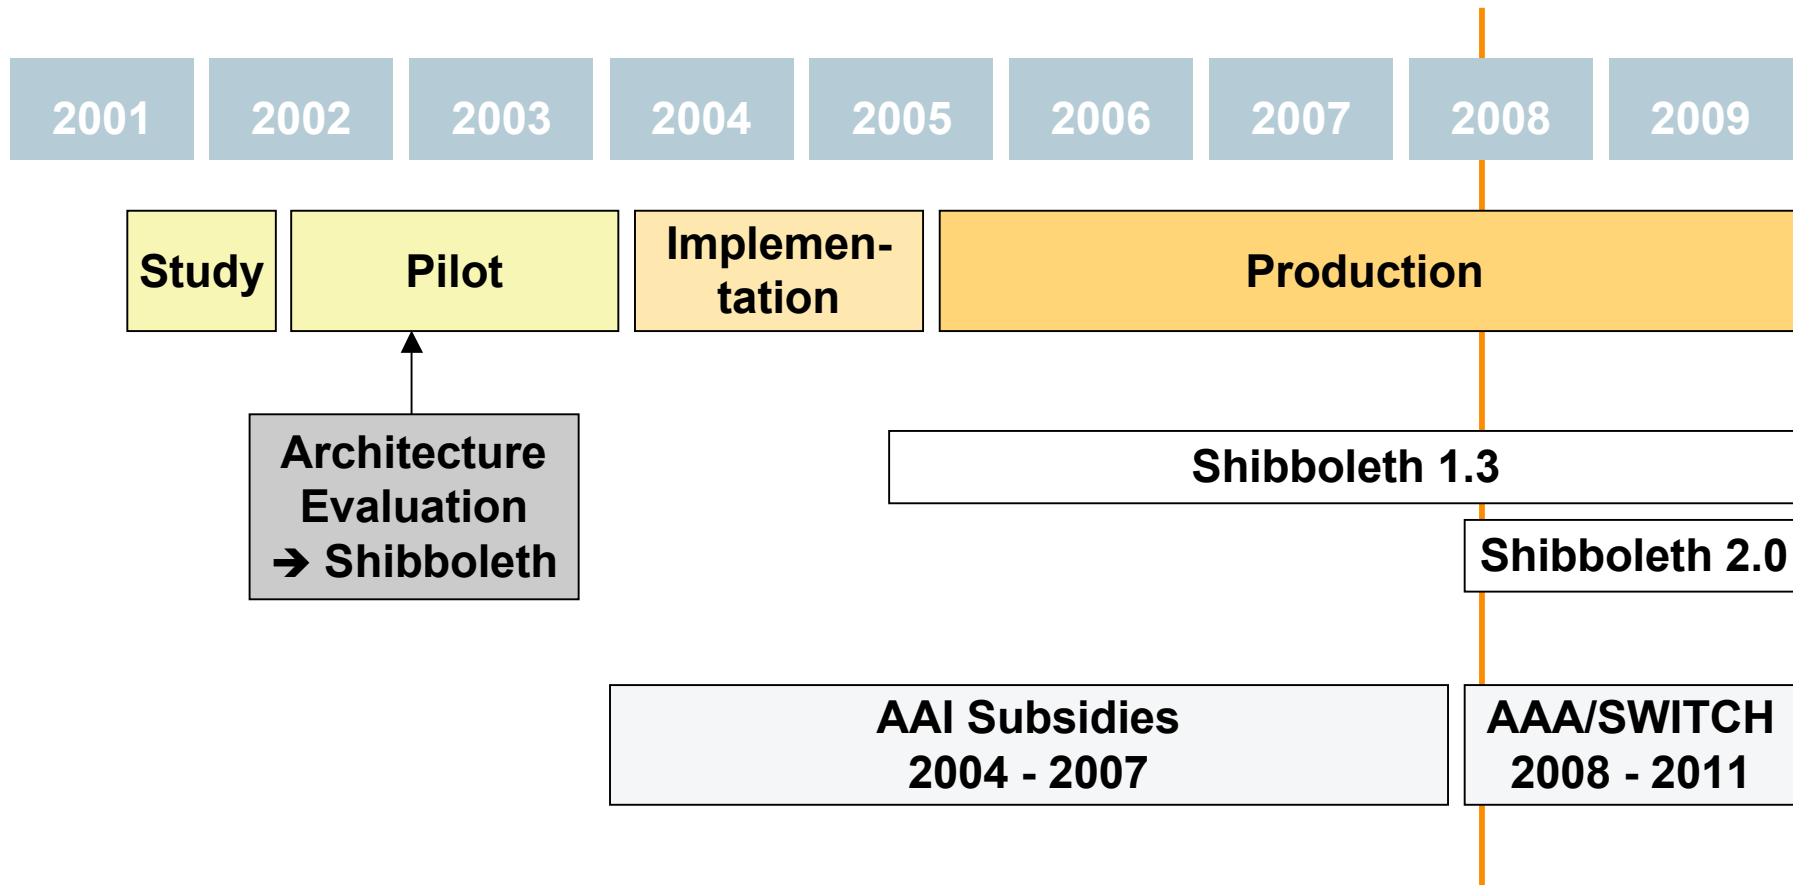 2001 2002 2003 2004 2005 2006 2007 2008 2009
Study
Pilot
Implemen-
tation
Production
Architecture
Evaluation
➔ Shibboleth
Shibboleth 1.3
Shibboleth 2.0
AAI Subsidies
2004 - 2007
AAA/SWITCH
2008 - 2011